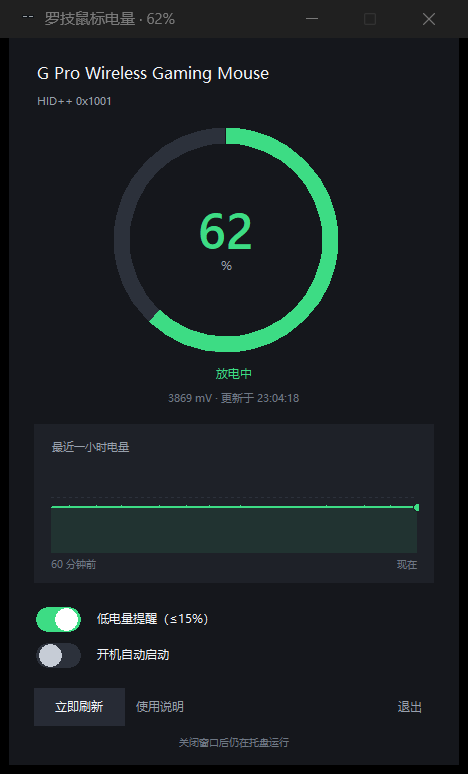 罗技鼠标电量 · 62%
G Pro Wireless Gaming Mouse
HID++ 0x1001
62
%
放电中
3869 mV · 更新于 23:04:18
最近一小时电量
60 分钟前 现在
低电量提醒（≤15%）
开机自动启动
立即刷新 使用说明 退出
关闭窗口后仍在托盘运行